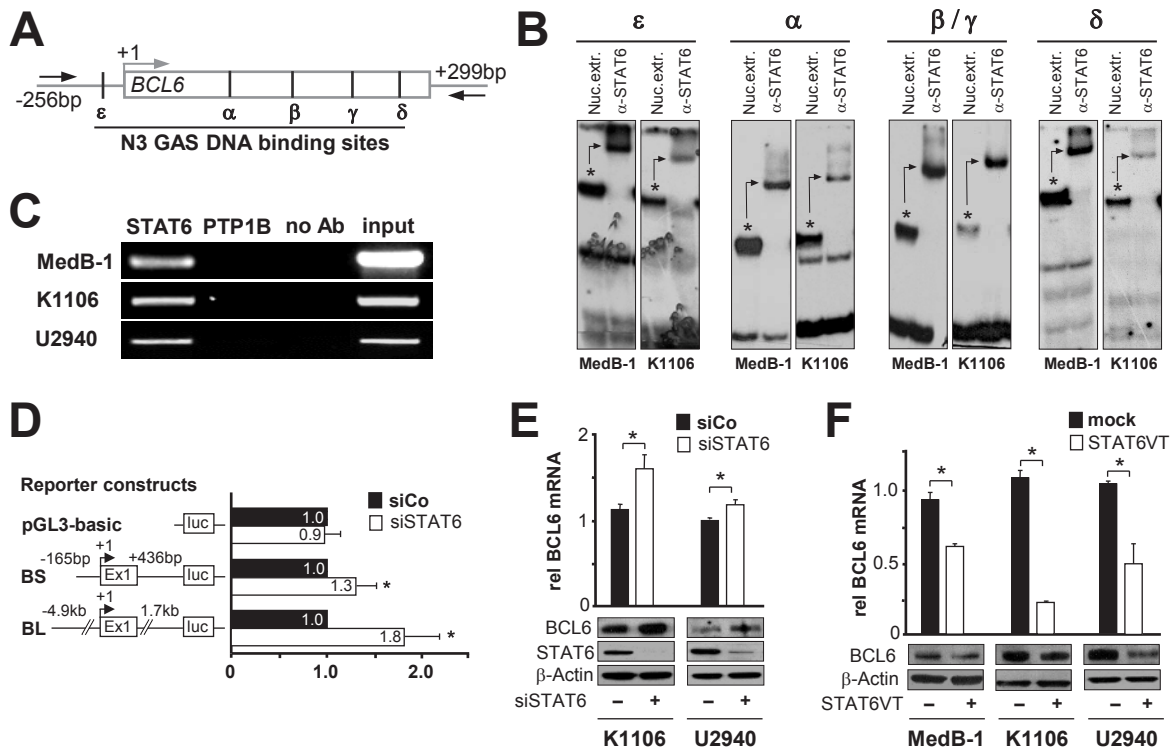 A
+1
BCL6
+299bp
-256bp
ε α β γ δ
N3 GAS DNA binding sites
B
ε α β / γ δ
Nuc.extr. α-STAT6 Nuc.extr. α-STAT6 Nuc.extr. α-STAT6 Nuc.extr. α-STAT6 Nuc.extr. α-STAT6 Nuc.extr. α-STAT6 Nuc.extr. α-STAT6 Nuc.extr. α-STAT6
* * * * * * * *
MedB-1 K1106 MedB-1 K1106 MedB-1 K1106 MedB-1 K1106
C
STAT6 PTP1B no Ab input
MedB-1
K1106
U2940
D
Reporter constructs
siCo
siSTAT6
pGL3-basic luc 1.0
0.9
-165bp +1 +436bp
BS Ex1 luc 1.0
1.3 *
-4.9kb +1 1.7kb
BL Ex1 luc 1.0
1.8 *
0 1.0 2.0
E
siCo
siSTAT6
rel BCL6 mRNA
2
1
0
* *
BCL6
STAT6
β-Actin
siSTAT6 – + – +
K1106 U2940
F
mock
STAT6VT
rel BCL6 mRNA
1.0
0.5
0
* * *
BCL6
β-Actin
STAT6VT – + – + – +
MedB-1 K1106 U2940